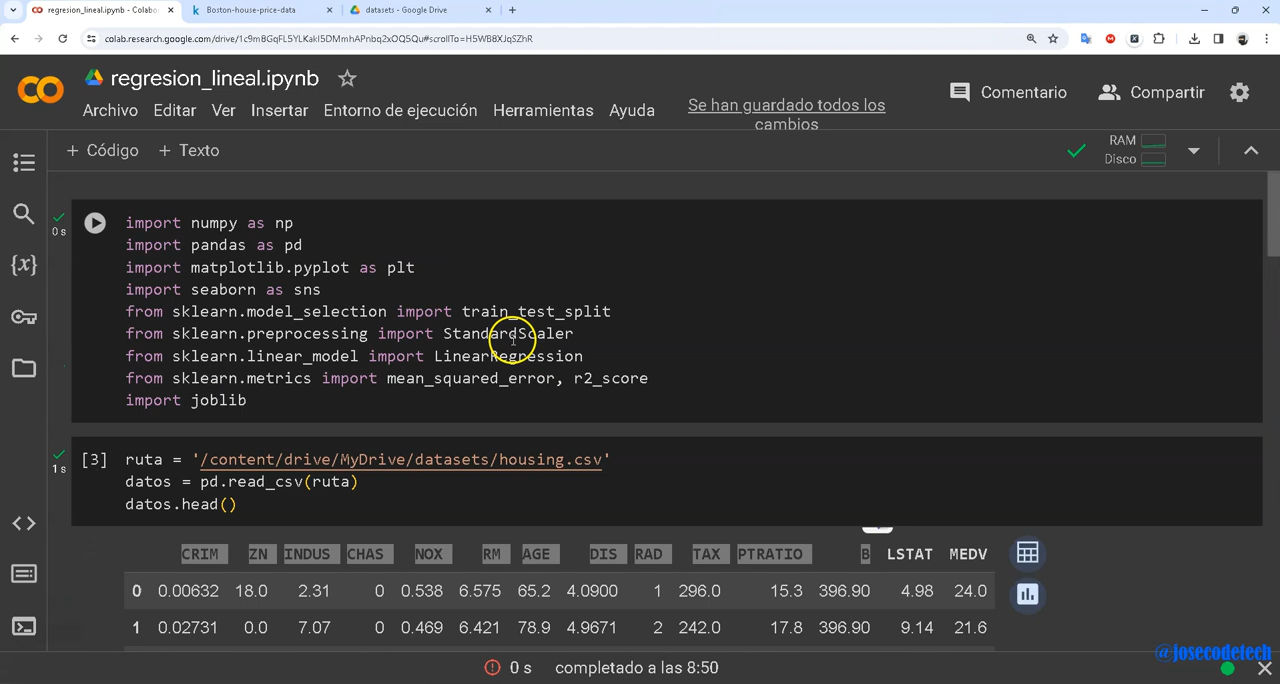 regresion_lineal.ipynb - Colabo
Boston-house-price-data
datasets - Google Drive
colab.research.google.com/drive/1c9m8GqFL5YLKakI5DMmhAPnbq2xOQ5Qu#scrollTo=H5WB8XJqSZhR
regresion_lineal.ipynb
Archivo Editar Ver Insertar Entorno de ejecución Herramientas Ayuda
Se han guardado todos los
cambios
Comentario
Compartir
+ Código + Texto
RAM
Disco
0 s
import numpy as np
import pandas as pd
import matplotlib.pyplot as plt
import seaborn as sns
from sklearn.model_selection import train_test_split
from sklearn.preprocessing import StandardScaler
from sklearn.linear_model import LinearRegression
from sklearn.metrics import mean_squared_error, r2_score
import joblib
1 s
[3] ruta = '/content/drive/MyDrive/datasets/housing.csv'
datos = pd.read_csv(ruta)
datos.head()
CRIM ZN INDUS CHAS NOX RM AGE DIS RAD TAX PTRATIO B LSTAT MEDV
0 0.00632 18.0 2.31 0 0.538 6.575 65.2 4.0900 1 296.0 15.3 396.90 4.98 24.0
1 0.02731 0.0 7.07 0 0.469 6.421 78.9 4.9671 2 242.0 17.8 396.90 9.14 21.6
0 s completado a las 8:50
@josecodetech